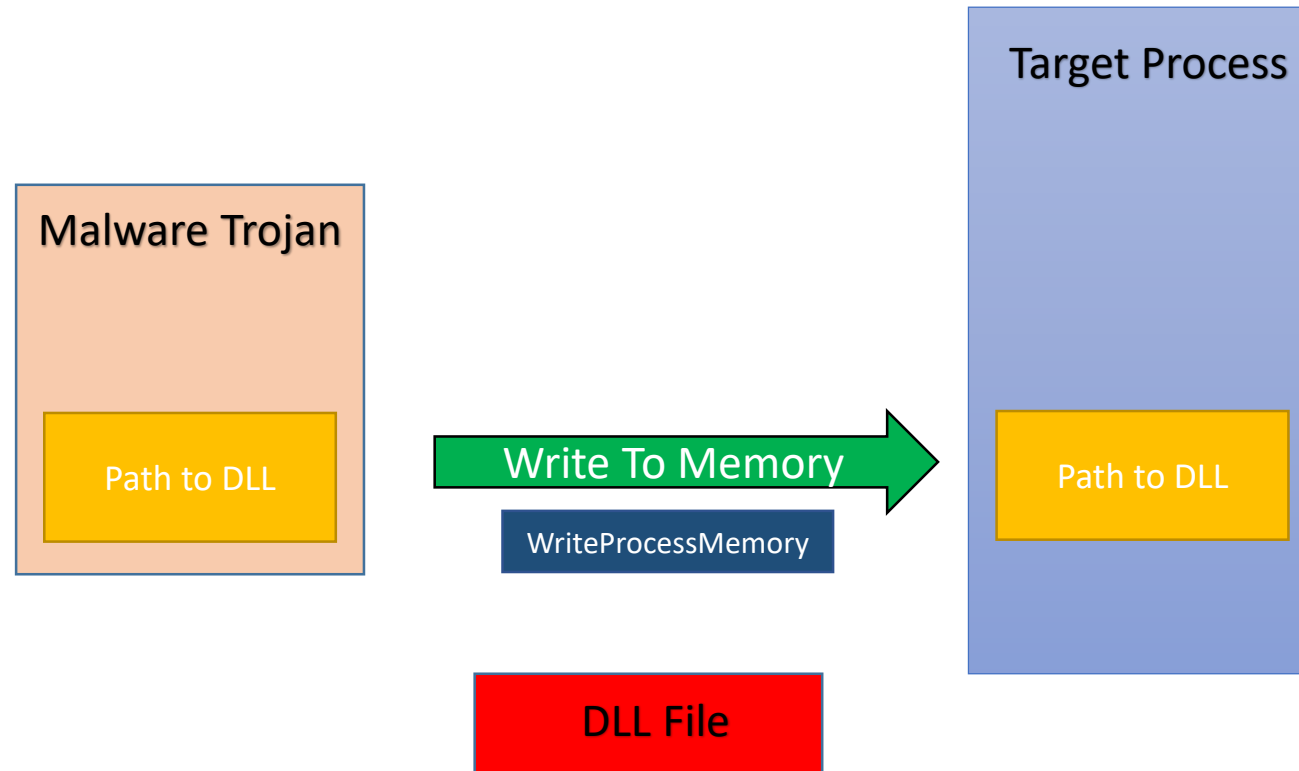 Target Process
Malware Trojan
Path to DLL
Write To Memory
Path to DLL
WriteProcessMemory
DLL File